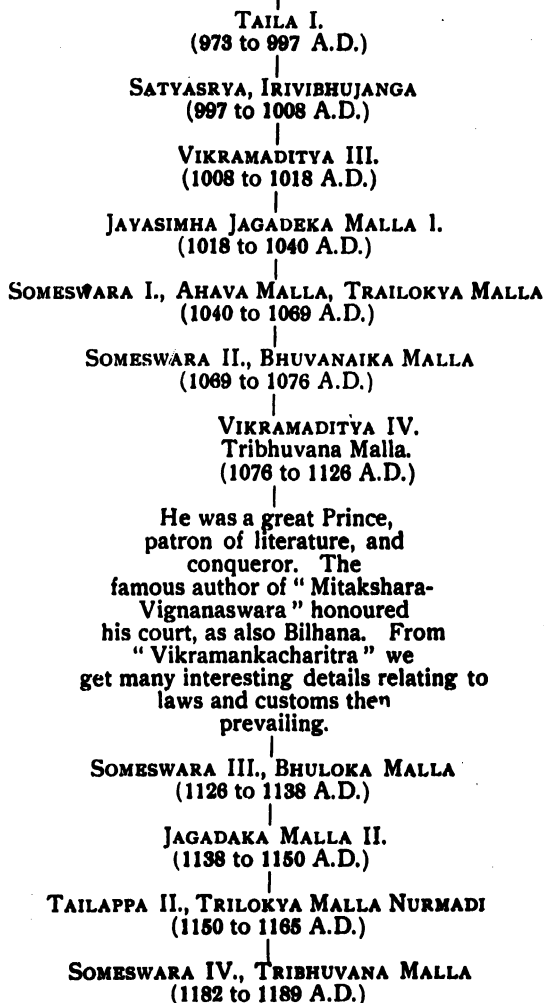 TAILA I.
(973 to 997 A.D.)
SATYASRYA, IRIVIBHUJANGA
(997 to 1008 A.D.)
VIKRAMADITYA III.
(1008 to 1018 A.D.)
JAYASIMHA JAGADEKA MALLA I.
(1018 to 1040 A.D.)
SOMESWARA I., AHAVA MALLA, TRAILOKYA MALLA
(1040 to 1069 A.D.)
SOMESWARA II., BHUVANAIKA MALLA
(1069 to 1076 A.D.)
VIKRAMADITYA IV.
Tribhuvana Malla.
(1076 to 1126 A.D.)
He was a great Prince,
patron of literature, and
conqueror. The
famous author of "Mitakshara-
Vignanaswara" honoured
his court, as also Bilhana. From
"Vikramankacharitra" we
get many interesting details relating to
laws and customs then
prevailing.
SOMESWARA III., BHULOKA MALLA
(1126 to 1138 A.D.)
JAGADAKA MALLA II.
(1138 to 1150 A.D.)
TAILAPPA II., TRILOKYA MALLA NURMADI
(1150 to 1165 A.D.)
SOMESWARA IV., TRIBHUVANA MALLA
(1182 to 1189 A.D.)